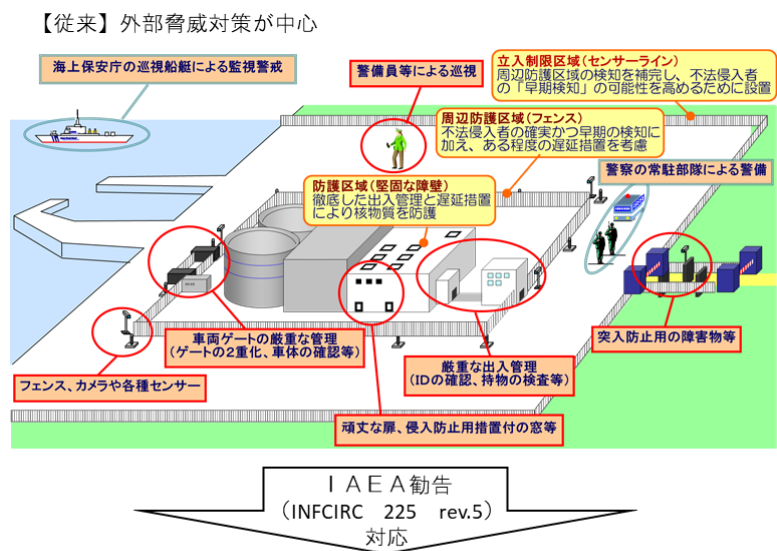 【従来】外部脅威対策が中心
海上保安庁の巡視船艇による監視警戒
警備員等による巡視
立入制限区域(センサーライン)
周辺防護区域の検知を補完し、不法侵入者
の「早期検知」の可能性を高めるために設置
周辺防護区域(フェンス)
不法侵入者の確実かつ早期の検知に
加え、ある程度の遅延措置を考慮
警察の常駐部隊による警備
防護区域(堅固な障壁)
徹底した出入管理と遅延措置
により核物質を防護
車両ゲートの厳重な管理
(ゲートの2重化、車体の確認等)
突入防止用の障害物等
厳重な出入管理
(IDの確認、持物の検査等)
フェンス、カメラや各種センサー
頑丈な扉、侵入防止用措置付の窓等
ＩＡＥＡ勧告
(INFCIRC　225　rev.5)
対応